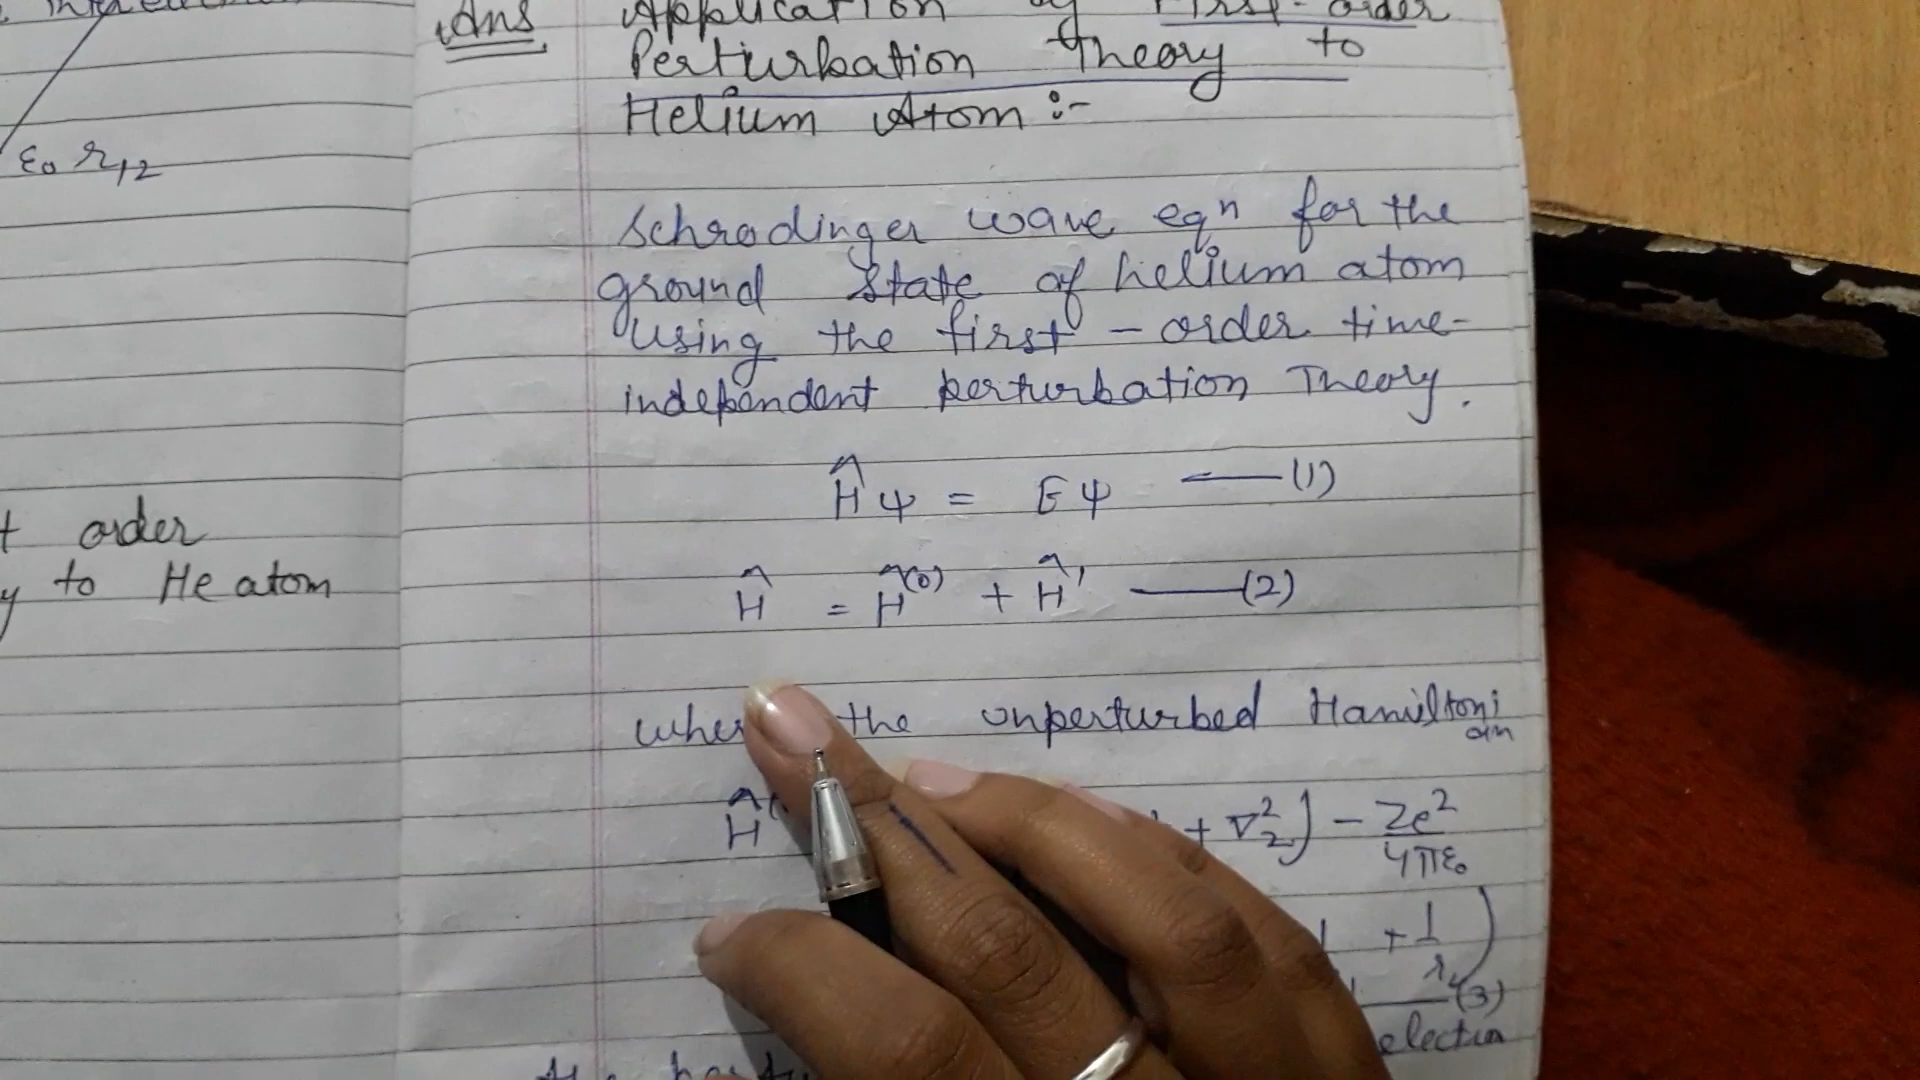 ε₀ r₁₂
t order
y to He atom
Ans Application of First-order
Perturbation Theory to
Helium Atom :-
Schrodinger wave eqn for the
ground state of helium atom
using the first - order time-
independent perturbation Theory.
Ĥψ = Eψ —— (1)
Ĥ = Ĥ⁽⁰⁾ + Ĥ' —— (2)
the unperturbed Hamiltonian
Ĥ + ∇₂²) - Ze²/4πε₀
+ 1/r₂)
—— (3)
electron